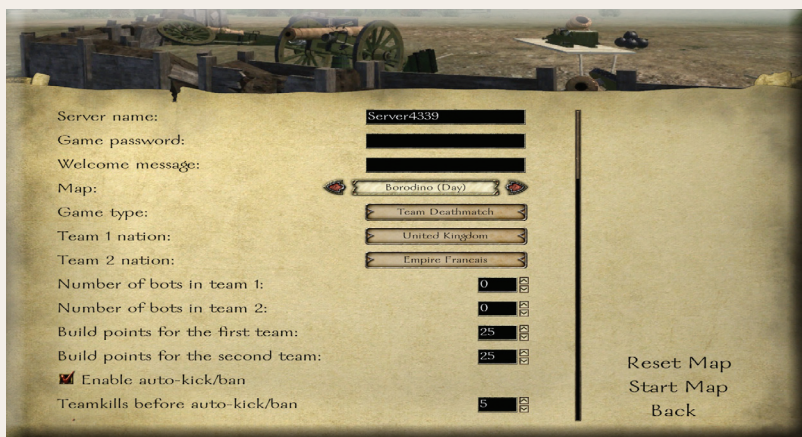 Server name: Server4339
Game password:
Welcome message:
Map: Borodino (Day)
Game type: Team Deathmatch
Team 1 nation: United Kingdom
Team 2 nation: Empire Francais
Number of bots in team 1: 0
Number of bots in team 2: 0
Build points for the first team: 25
Build points for the second team: 25
Enable auto-kick/ban
Teamkills before auto-kick/ban 5
Reset Map
Start Map
Back